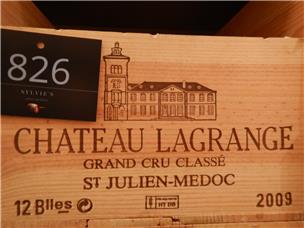 826
SYLVIE'S
CHATEAU LAGRANGE
GRAND CRU CLASSÉ
ST JULIEN-MEDOC
12 Blles
2009